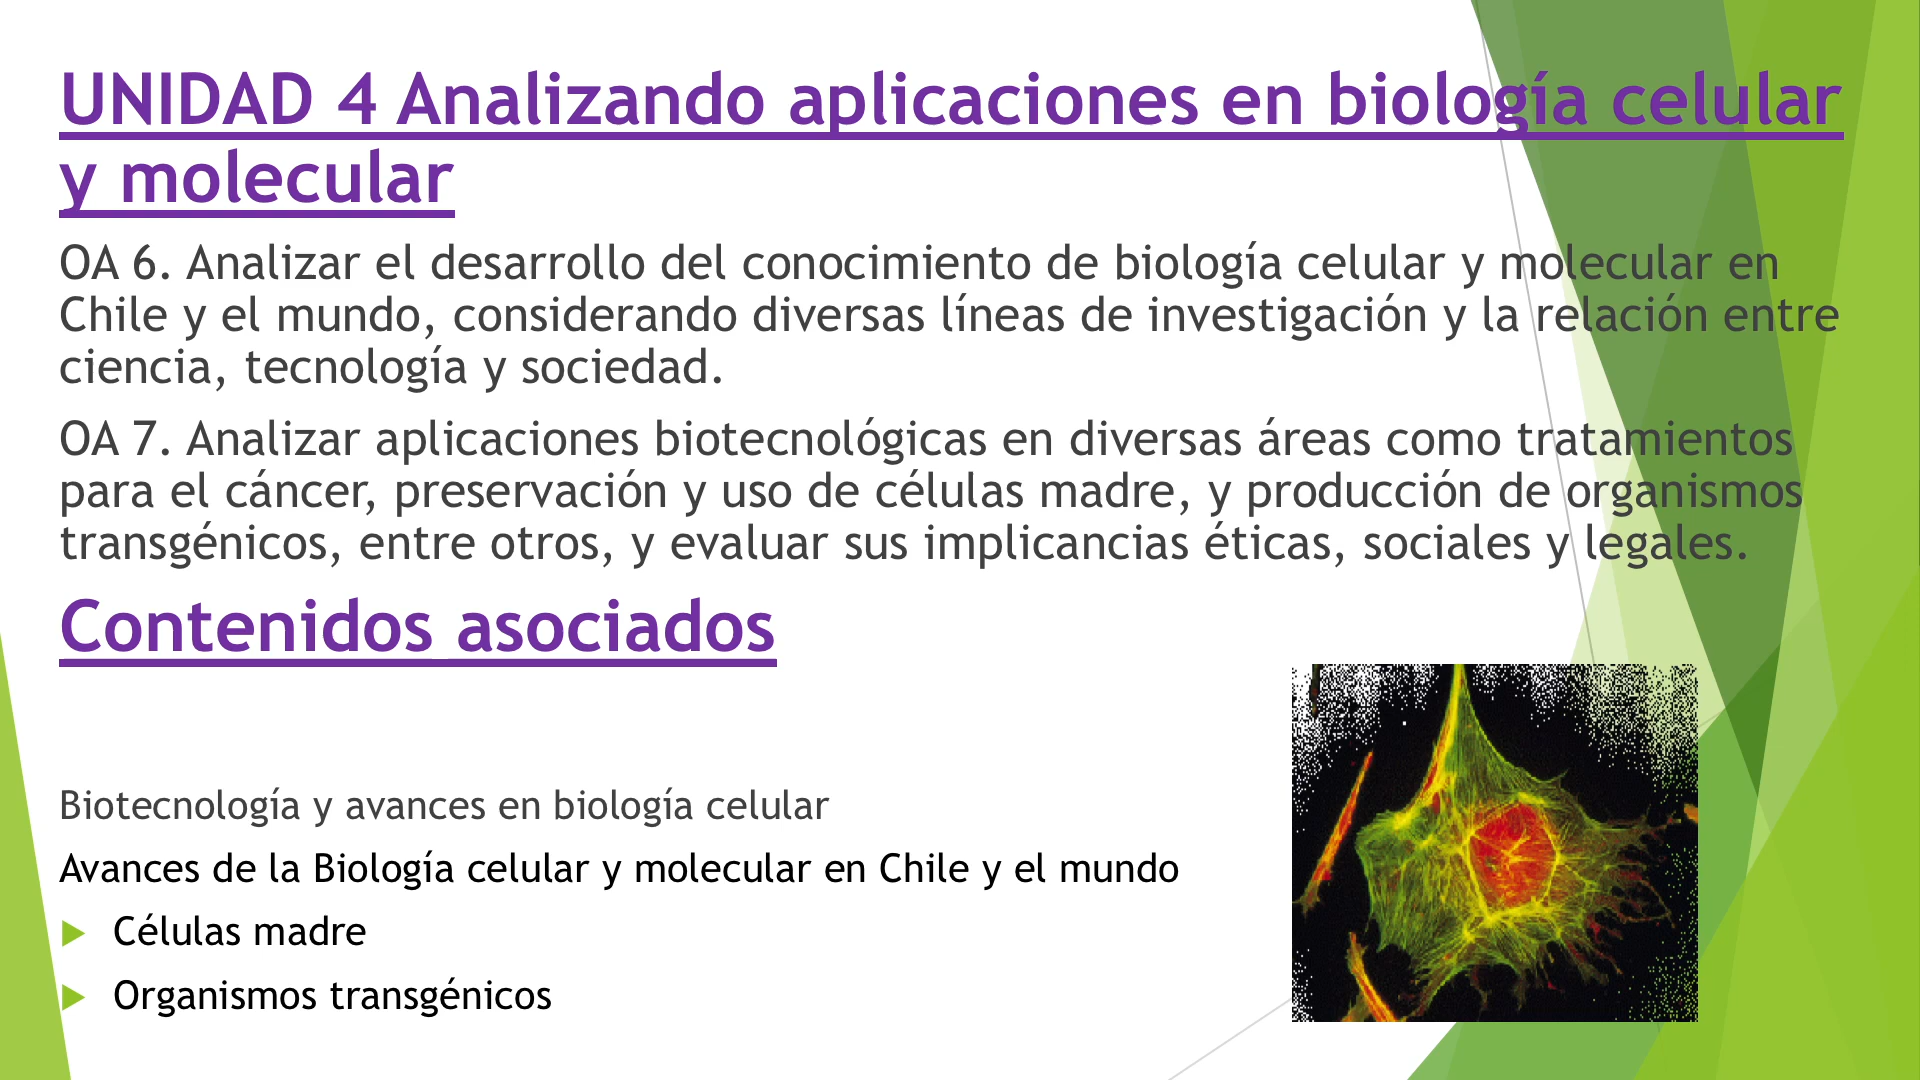 UNIDAD 4 Analizando aplicaciones en biología celular
y molecular
OA 6. Analizar el desarrollo del conocimiento de biología celular y molecular en
Chile y el mundo, considerando diversas líneas de investigación y la relación entre
ciencia, tecnología y sociedad.
OA 7. Analizar aplicaciones biotecnológicas en diversas áreas como tratamientos
para el cáncer, preservación y uso de células madre, y producción de organismos
transgénicos, entre otros, y evaluar sus implicancias éticas, sociales y legales.
Contenidos asociados
Biotecnología y avances en biología celular
Avances de la Biología celular y molecular en Chile y el mundo
Células madre
Organismos transgénicos